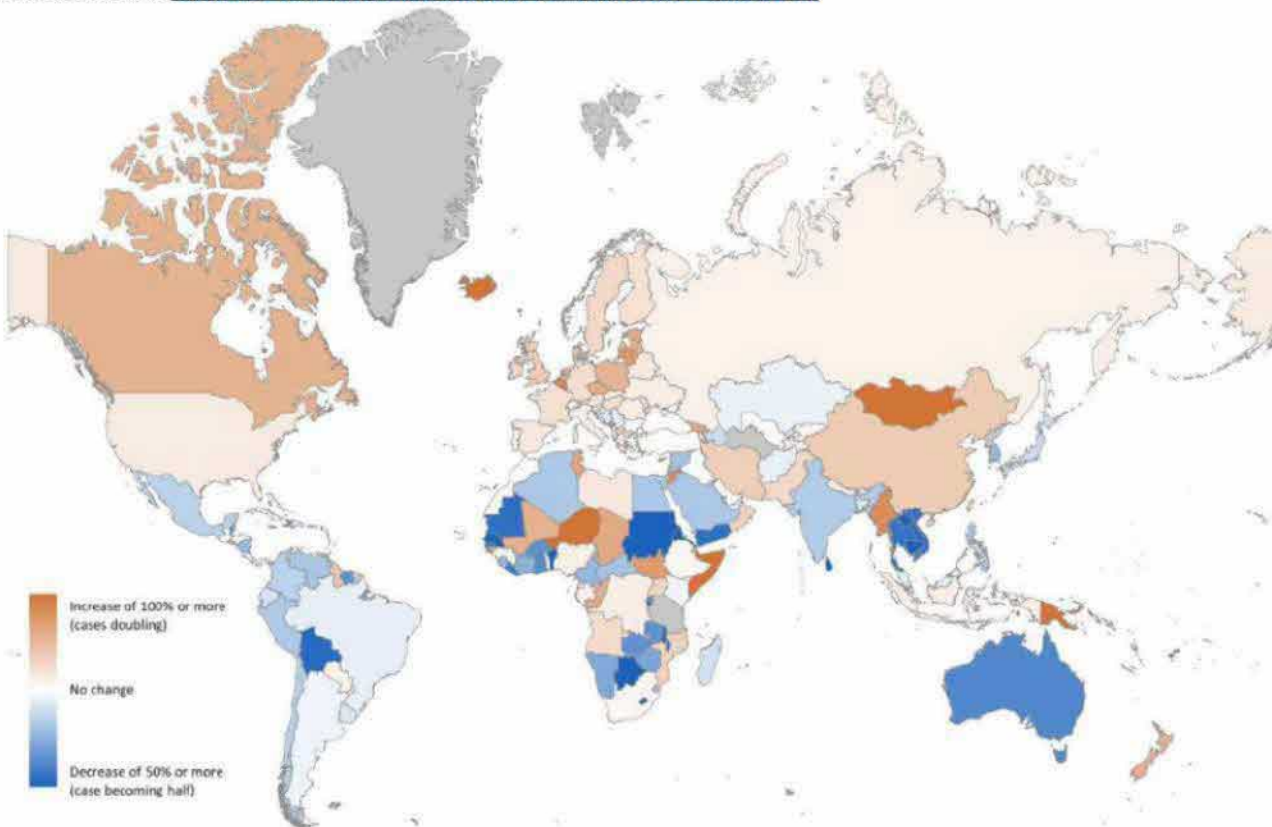 Increase of 100% or more
(cases doubling)
No change
Decrease of 50% or more
(case becoming half)